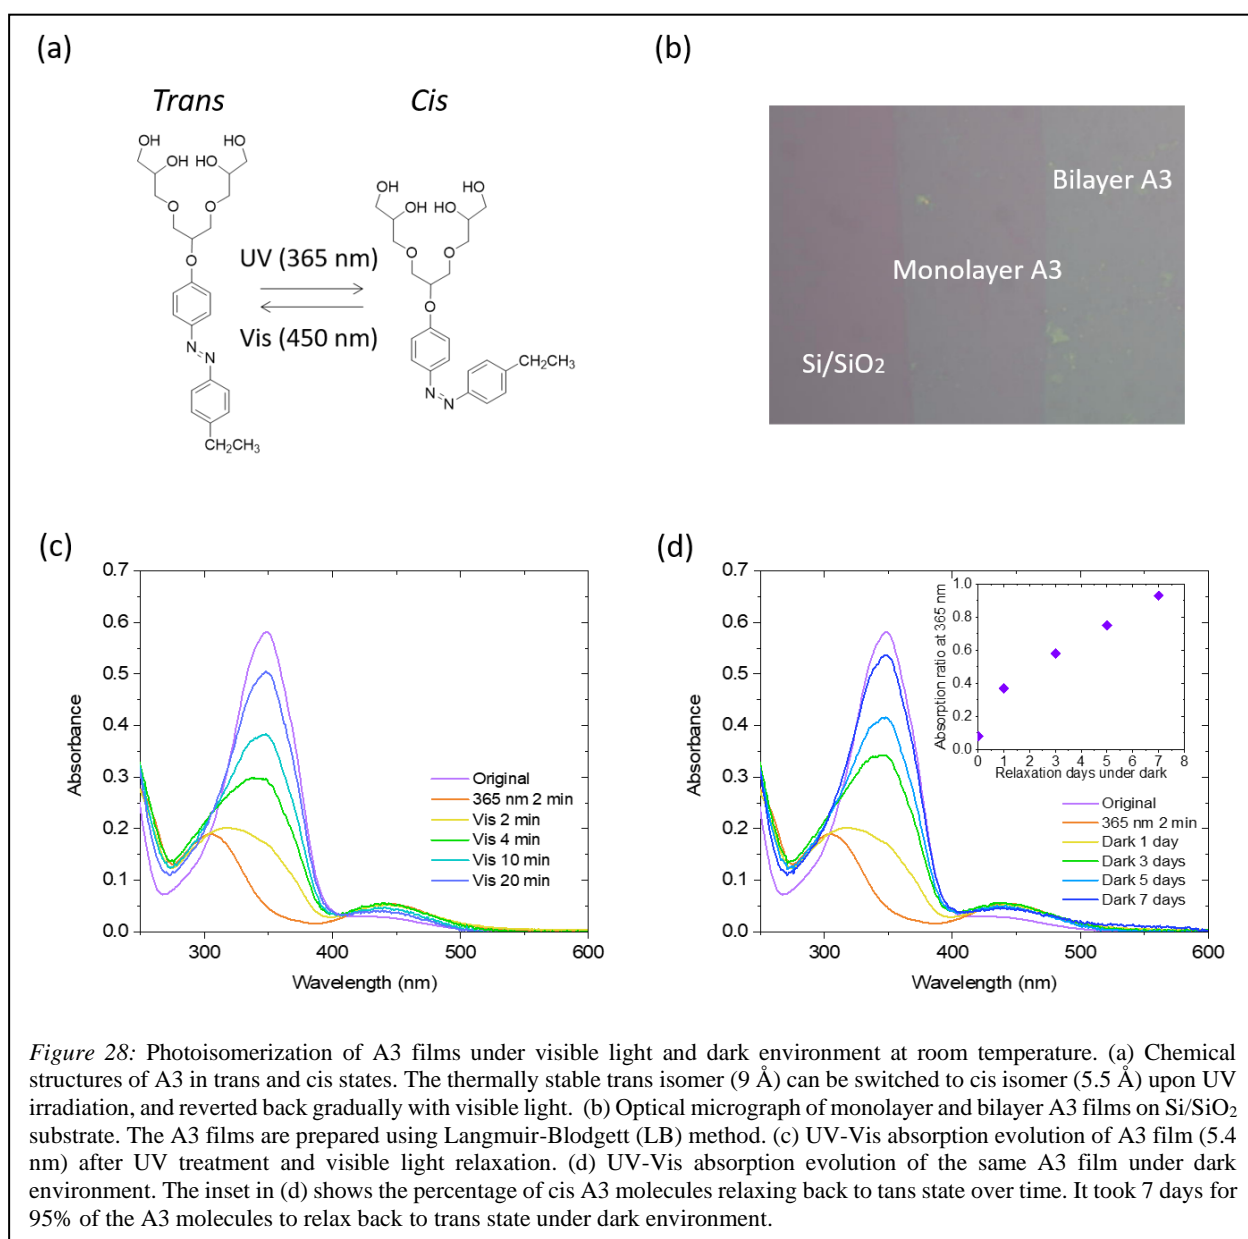 (a)
Trans
Cis
OH
HO
OH
HO
O
O
O
N
N
CH₂CH₃
UV (365 nm)
Vis (450 nm)
OH
HO
OH
HO
O
O
O
CH₂CH₃
N
N
(b)
Bilayer A3
Monolayer A3
Si/SiO₂
(c)
0.7
0.6
0.5
0.4
0.3
0.2
0.1
0.0
Absorbance
300
400
500
600
Wavelength (nm)
Original
365 nm 2 min
Vis 2 min
Vis 4 min
Vis 10 min
Vis 20 min
(d)
0.7
0.6
0.5
0.4
0.3
0.2
0.1
0.0
Absorbance
300
400
500
600
Wavelength (nm)
1.0
0.8
0.6
0.4
0.2
0.0
Absorption ratio at 365 nm
0 1 2 3 4 5 6 7 8
Relaxation days under dark
Original
365 nm 2 min
Dark 1 day
Dark 3 days
Dark 5 days
Dark 7 days
Figure 28: Photoisomerization of A3 films under visible light and dark environment at room temperature. (a) Chemical
structures of A3 in trans and cis states. The thermally stable trans isomer (9 Å) can be switched to cis isomer (5.5 Å) upon UV
irradiation, and reverted back gradually with visible light. (b) Optical micrograph of monolayer and bilayer A3 films on Si/SiO₂
substrate. The A3 films are prepared using Langmuir-Blodgett (LB) method. (c) UV-Vis absorption evolution of A3 film (5.4
nm) after UV treatment and visible light relaxation. (d) UV-Vis absorption evolution of the same A3 film under dark
environment. The inset in (d) shows the percentage of cis A3 molecules relaxing back to tans state over time. It took 7 days for
95% of the A3 molecules to relax back to trans state under dark environment.